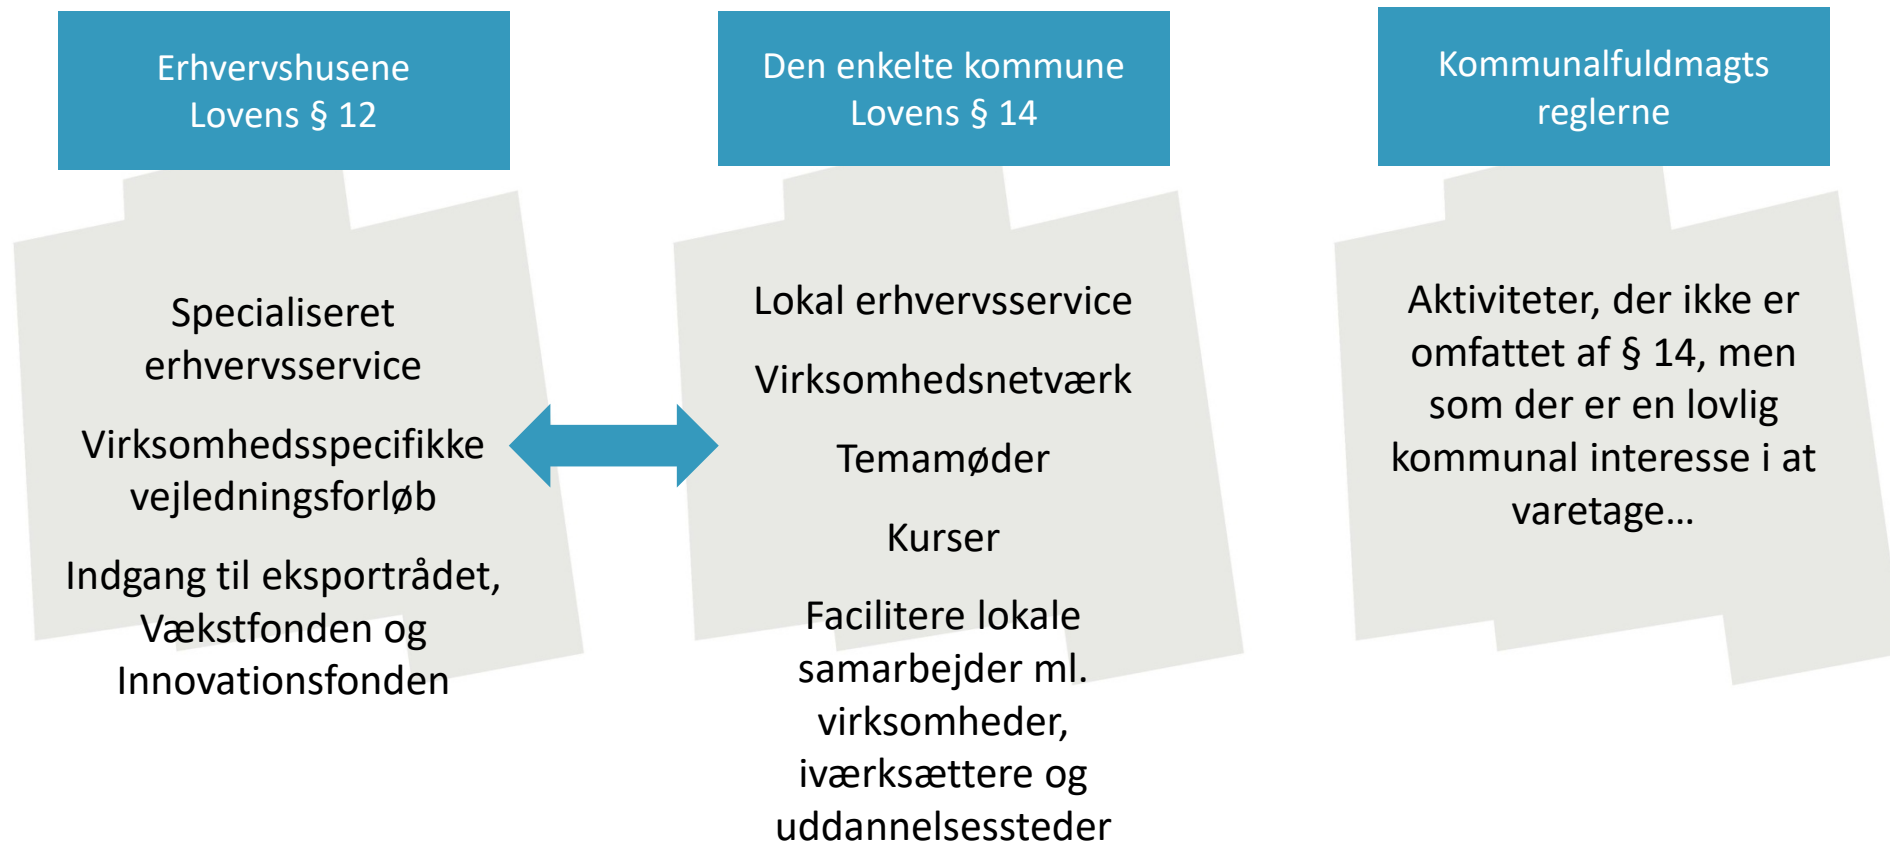 Erhvervshusene
Lovens § 12
Specialiseret
erhvervsservice
Virksomhedsspecifikke
vejledningsforløb
Indgang til eksportrådet,
Vækstfonden og
Innovationsfonden
Den enkelte kommune
Lovens § 14
Lokal erhvervsservice
Virksomhedsnetværk
Temamøder
Kurser
Facilitere lokale
samarbejder ml.
virksomheder,
iværksættere og
uddannelsessteder
Kommunalfuldmagts
reglerne
Aktiviteter, der ikke er
omfattet af § 14, men
som der er en lovlig
kommunal interesse i at
varetage…